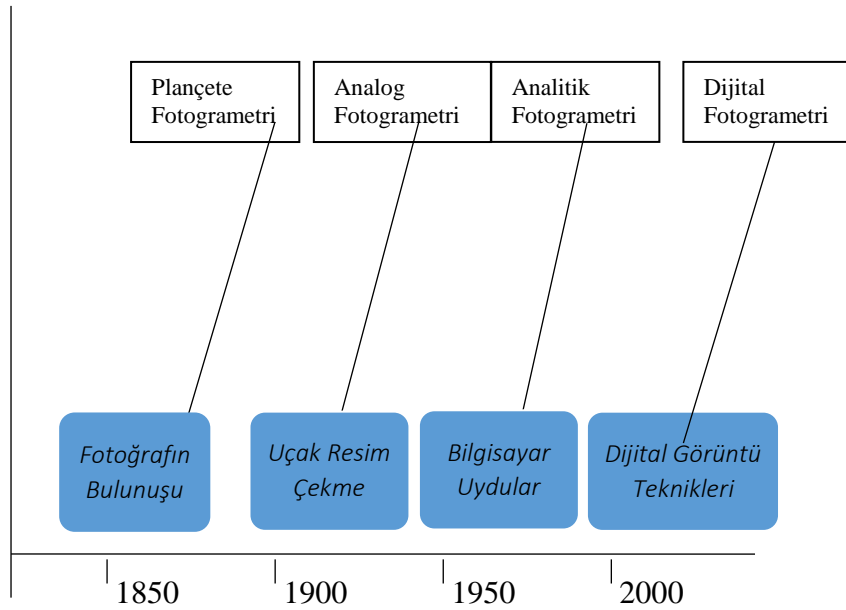 Plançete
Fotogrametri
Analog
Fotogrametri
Analitik
Fotogrametri
Dijital
Fotogrametri
Fotoğrafın
Bulunuşu
Uçak Resim
Çekme
Bilgisayar
Uydular
Dijital Görüntü
Teknikleri
1850
1900
1950
2000